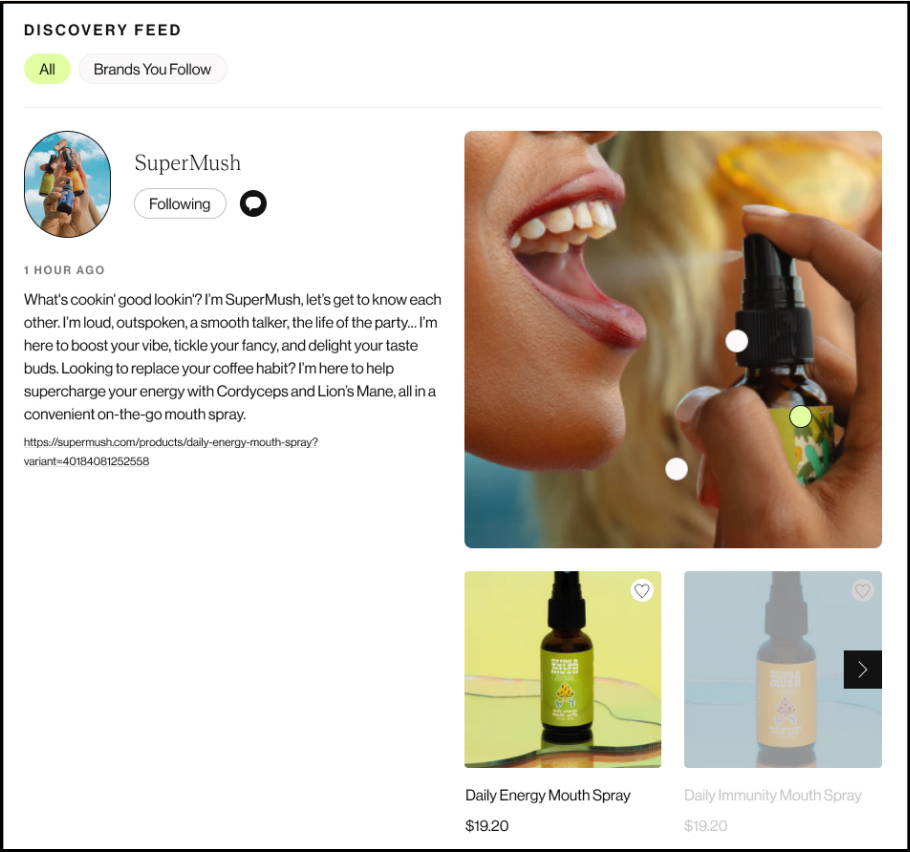 DISCOVERY FEED
All
Brands You Follow
SuperMush
Following
1 HOUR AGO
What's cookin' good lookin'? I'm SuperMush, let's get to know each
other. I'm loud, outspoken, a smooth talker, the life of the party... I'm
here to boost your vibe, tickle your fancy, and delight your taste
buds. Looking to replace your coffee habit? I'm here to help
supercharge your energy with Cordyceps and Lion's Mane, all in a
convenient on-the-go mouth spray.
https://supermush.com/products/daily-energy-mouth-spray?
variant=40184081252558
Daily Energy Mouth Spray
$19.20
Daily Immunity Mouth Spray
$19.20